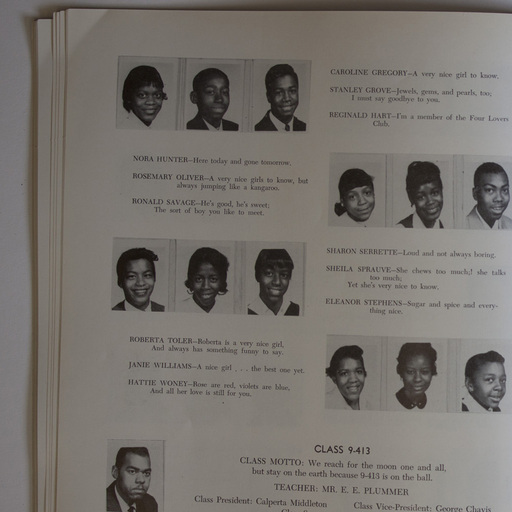 CAROLINE GREGORY—A very nice girl to know.
STANLEY GROVE—Jewels, gems, and pearls, too;
I must say goodbye to you.
REGINALD HART—I'm a member of the Four Lovers
Club.
NORA HUNTER—Here today and gone tomorrow.
ROSEMARY OLIVER—A very nice girls to know, but
always jumping like a kangaroo.
RONALD SAVAGE—He's good, he's sweet;
The sort of boy you like to meet.
SHARON SERRETTE—Loud and not always boring.
SHEILA SPRAUVE—She chews too much,! she talks
too much,
Yet she's very nice to know.
ELEANOR STEPHENS—Sugar and spice and every-
thing nice.
ROBERTA TOLER—Roberta is a very nice girl,
And always has something funny to say.
JANIE WILLIAMS—A nice girl . . . the best one yet.
HATTIE WONEY—Rose are red, violets are blue,
And all her love is still for you.
CLASS 9-413
CLASS MOTTO: We reach for the moon one and all,
but stay on the earth because 9-413 is on the ball.
TEACHER: MR. E. E. PLUMMER
Class President: Calperta Middleton
Class Vice-President: George Chavis